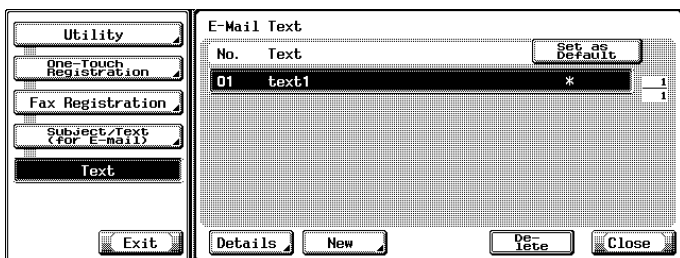 Utility
One-Touch
Registration
Fax Registration
Subject/Text
(for E-mail)
Text
Exit
E-Mail Text
No. Text Set as
Default
01 text1 *
1
1
Details New De-
lete Close